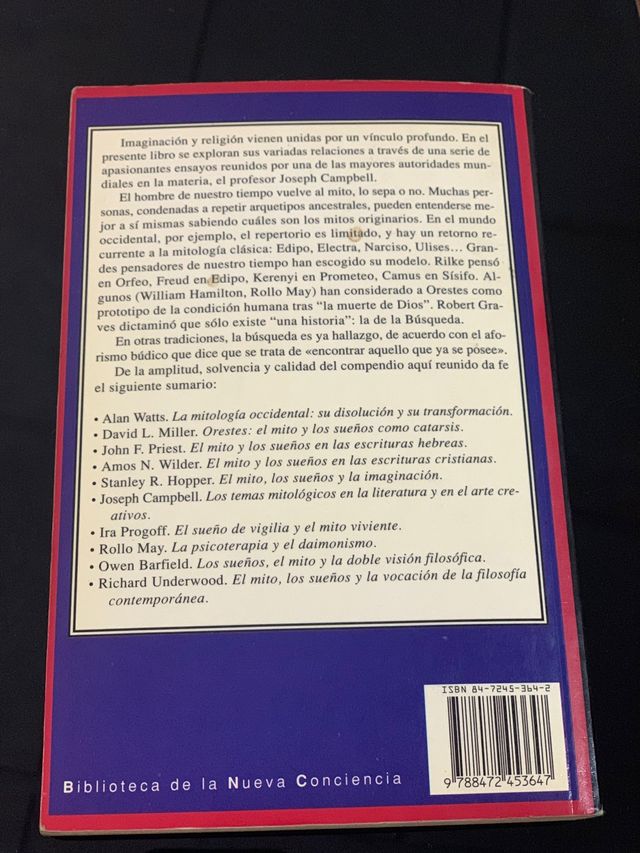 Imaginación y religión vienen unidas por un vínculo profundo. En el
presente libro se exploran sus variadas relaciones a través de una serie de
apasionantes ensayos reunidos por una de las mayores autoridades mun-
diales en la materia, el profesor Joseph Campbell.
El hombre de nuestro tiempo vuelve al mito, lo sepa o no. Muchas per-
sonas, condenadas a repetir arquetipos ancestrales, pueden entenderse me-
jor a sí mismas sabiendo cuáles son los mitos originarios. En el mundo
occidental, por ejemplo, el repertorio es limitado, y hay un retorno re-
currente a la mitología clásica: Edipo, Electra, Narciso, Ulises... Gran-
des pensadores de nuestro tiempo han escogido su modelo. Rilke pensó
en Orfeo, Freud en Edipo, Kerenyi en Prometeo, Camus en Sísifo. Al-
gunos (William Hamilton, Rollo May) han considerado a Orestes como
prototipo de la condición humana tras "la muerte de Dios". Robert Gra-
ves dictaminó que sólo existe "una historia": la de la Búsqueda.
En otras tradiciones, la búsqueda es ya hallazgo, de acuerdo con el afo-
rismo búdico que dice que se trata de «encontrar aquello que ya se posee».
De la amplitud, solvencia y calidad del compendio aquí reunido da fe
el siguiente sumario:
• Alan Watts. La mitología occidental: su disolución y su transformación.
• David L. Miller. Orestes: el mito y los sueños como catarsis.
• John F. Priest. El mito y los sueños en las escrituras hebreas.
• Amos N. Wilder. El mito y los sueños en las escrituras cristianas.
• Stanley R. Hopper. El mito, los sueños y la imaginación.
• Joseph Campbell. Los temas mitológicos en la literatura y en el arte cre-
ativos.
• Ira Progoff. El sueño de vigilia y el mito viviente.
• Rollo May. La psicoterapia y el daimonismo.
• Owen Barfield. Los sueños, el mito y la doble visión filosófica.
• Richard Underwood. El mito, los sueños y la vocación de la filosofía
contemporánea.
ISBN 84-7245-364-2
9 788472 453647
Biblioteca de la Nueva Conciencia